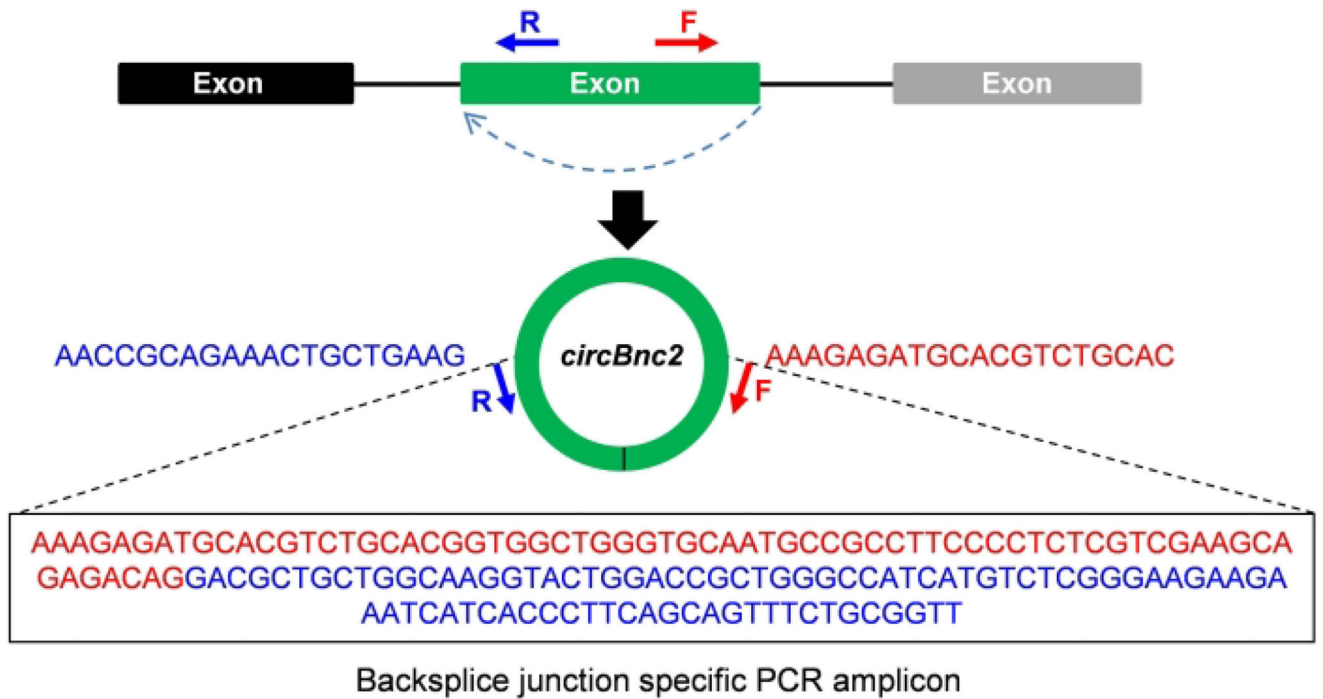 R F
Exon Exon Exon
AACCGCAGAAACTGCTGAAG circBnc2 AAAGAGATGCACGTCTGCAC
R F
AAAGAGATGCACGTCTGCACGGTGGCTGGGTGCAATGCCGCCTTCCCCTCTCGTCGAAGCA
GAGACAGGACGCTGCTGGCAAGGTACTGGACCGCTGGGCCATCATGTCTCGGGAAGAAGA
AATCATCACCCTTCAGCAGTTTCTGCGGTT
Backsplice junction specific PCR amplicon